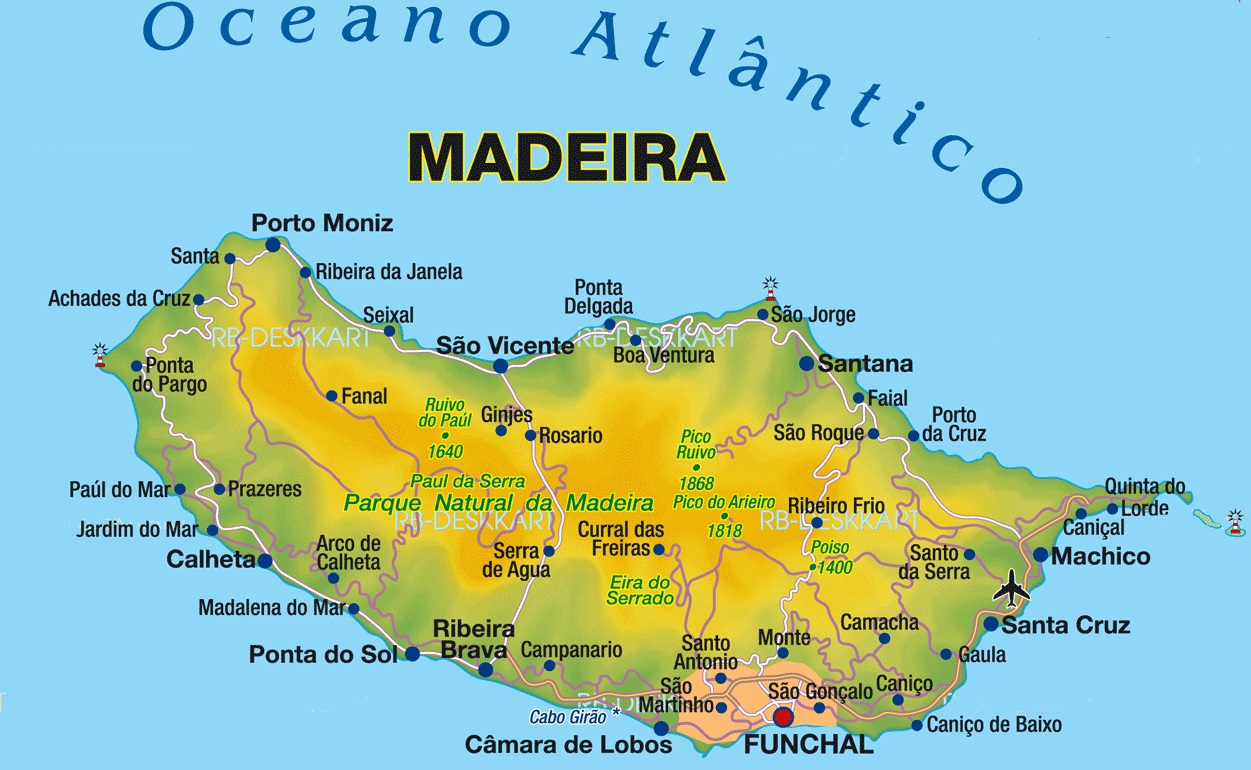 Oceano Atlântico
MADEIRA
Porto Moniz
Santa
Ribeira da Janela
Achades da Cruz
Seixal
Ponta
Delgada
São Jorge
RB-DESKKART
RB-DESKKART
São Vicente
Boa Ventura
Santana
Ponta
do Pargo
Fanal
Faial
Ruivo
do Paúl
1640
Ginjes
Rosario
Porto
da Cruz
São Roque
Pico
Ruivo
1868
Paul da Serra
Parque Natural da Madeira
Pico do Arieiro
1818
Paúl do Mar
Prazeres
Quinta do
Lorde
Caniçal
Ribeiro Frio
RB-DESKKART
RB-DESKKART
Jardim do Mar
Curral das
Freiras
Calheta
Arco de
Calheta
Serra
de Agua
Poiso
1400
Santo
da Serra
Machico
Eira do
Serrado
Madalena do Mar
Camacha
Santa Cruz
Ribeira
Brava
Ponta do Sol
Campanario
Santo
Antonio
Monte
Gaula
São
Martinho
São Gonçalo
Caniço
Cabo Girão *
Caniço de Baixo
Câmara de Lobos
FUNCHAL